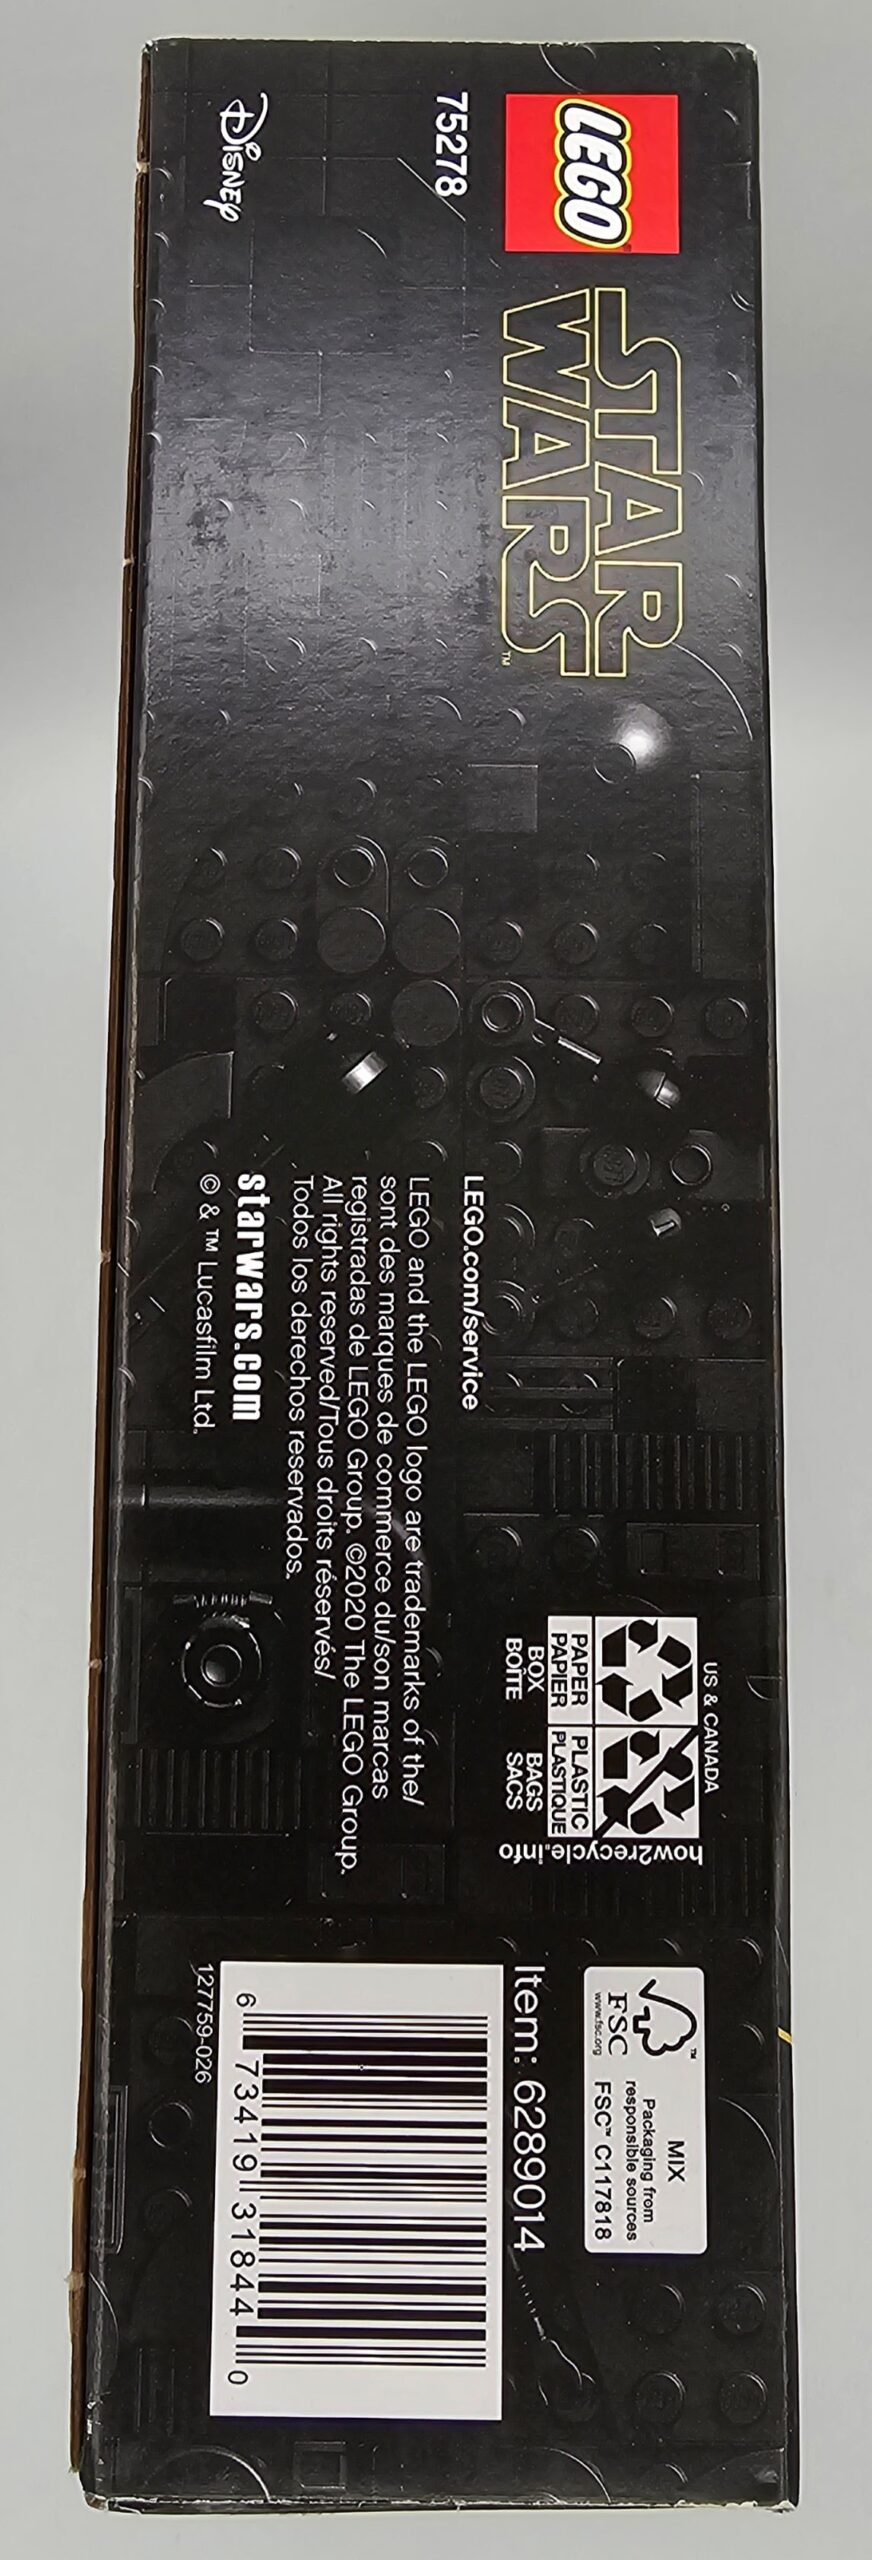 LEGO
STAR
WARS™
75278
Disney
LEGO.com/service
LEGO and the LEGO logo are trademarks of the/
sont des marques de commerce du/son marcas
registradas de LEGO Group. ©2020 The LEGO Group.
All rights reserved/Tous droits réservés/
Todos los derechos reservados.
starwars.com
© & ™ Lucasfilm Ltd.
US & CANADA
PAPER
PAPIER
BOX
BOÎTE
PLASTIC
PLASTIQUE
BAGS
SACS
how2recycle.info
™
FSC
www.fsc.org
MIX
Packaging from
responsible sources
FSC™ C117818
Item: 6289014
6 73419 31844 0
127759-026